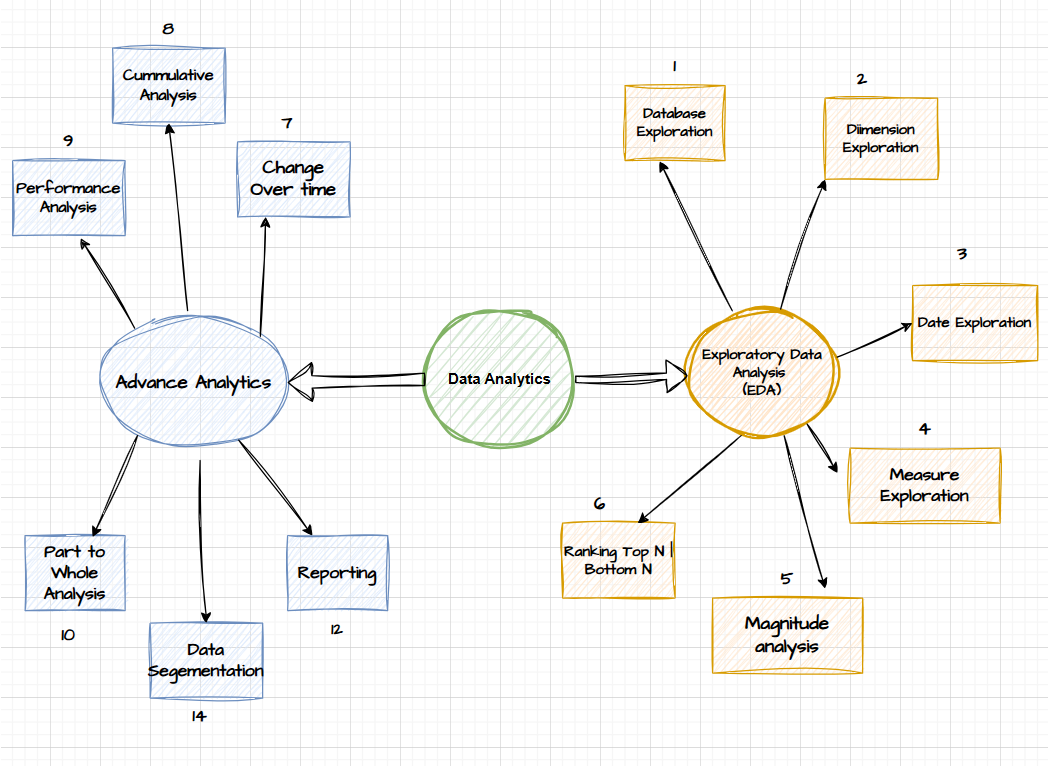 8
Cummulative
Analysis
9
Performance
Analysis
7
Change
Over time
Advance Analytics
Part to
Whole
Analysis
10
Data
Segementation
14
Reporting
12
Data Analytics
Exploratory Data
Analysis
(EDA)
1
Database
Exploration
2
Diimension
Exploration
3
Date Exploration
4
Measure
Exploration
5
Magnitude
analysis
6
Ranking Top N |
Bottom N